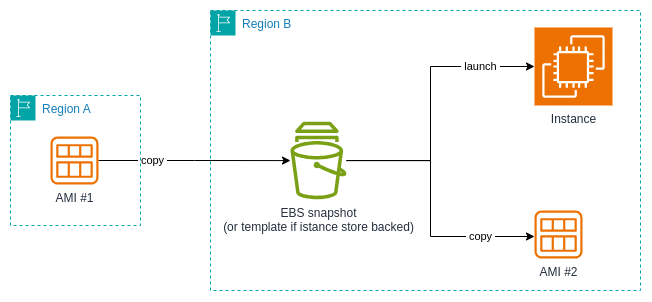 Region B
launch
Instance
Region A
copy
AMI #1
EBS snapshot
(or template if istance store backed)
copy
AMI #2